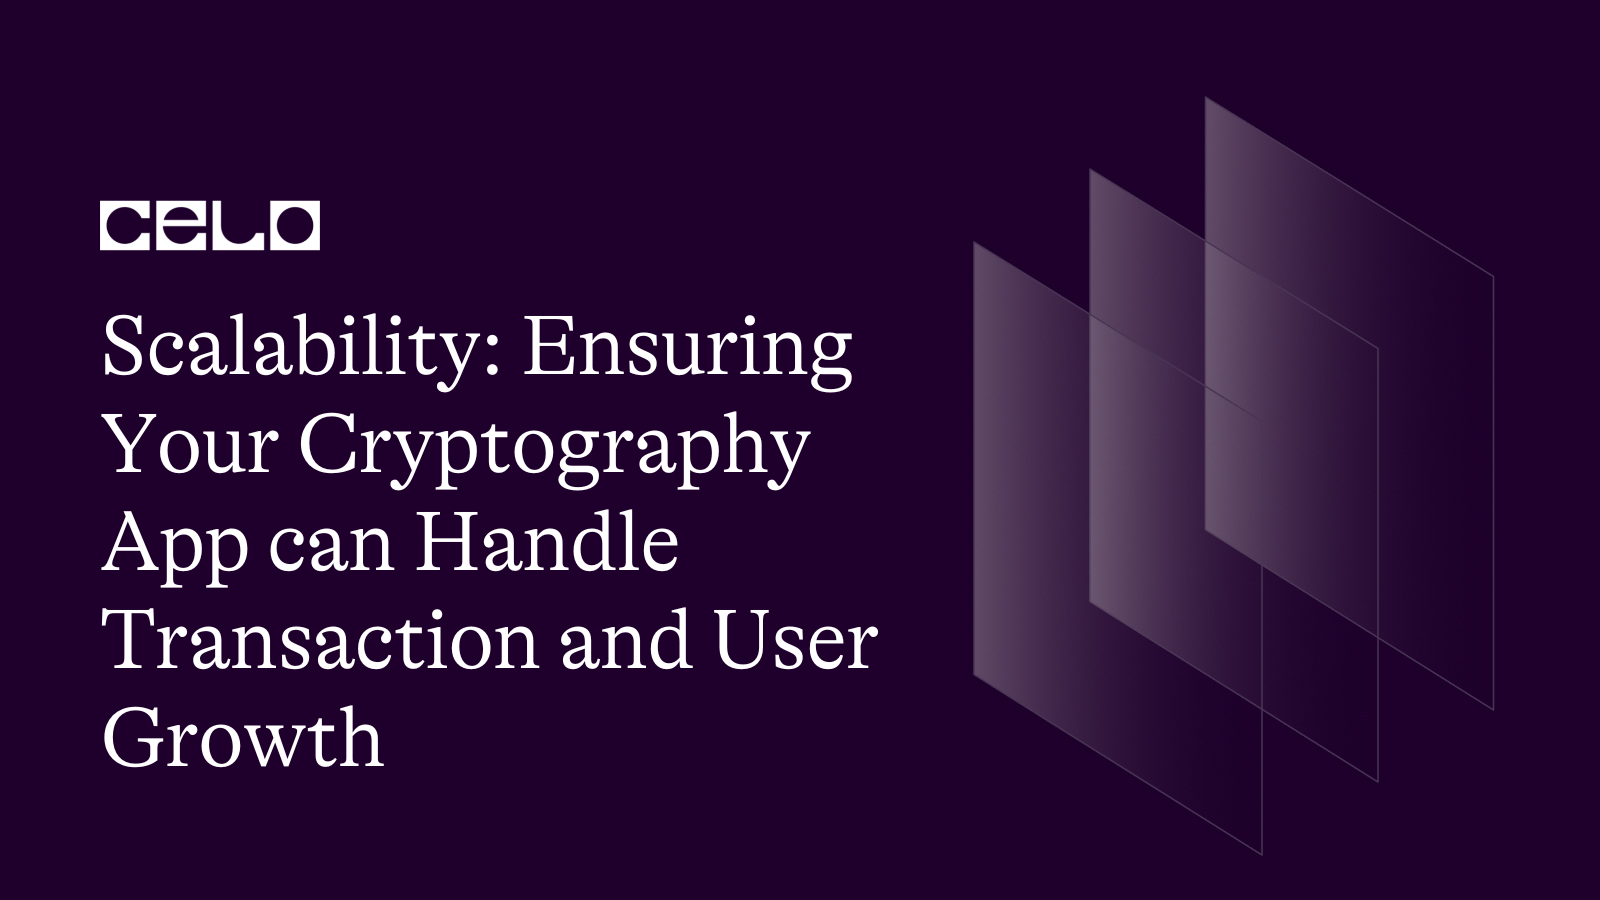 CELO
Scalability: Ensuring
Your Cryptography
App can Handle
Transaction and User
Growth